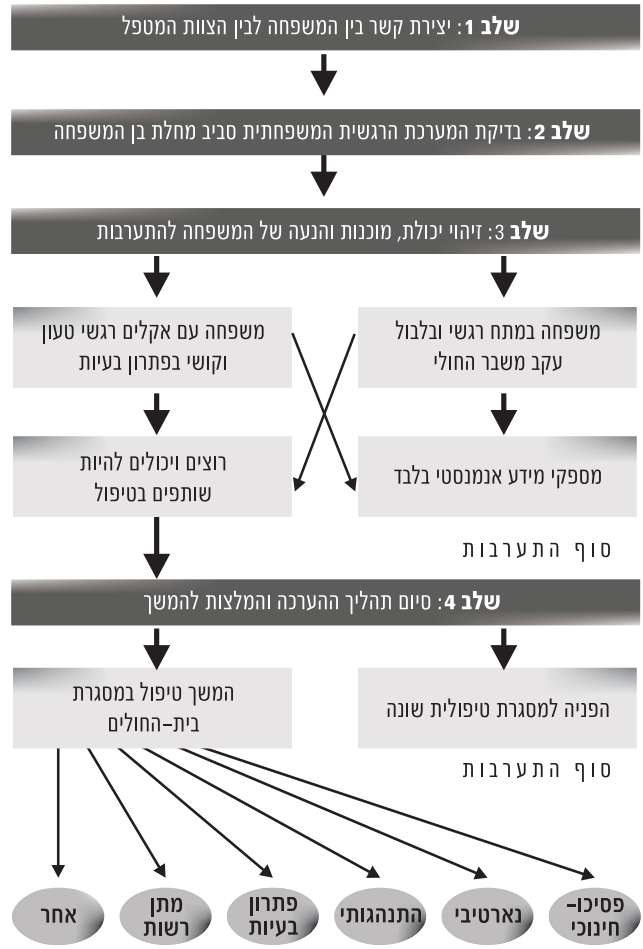 שלב 1: יצירת קשר בין המשפחה לבין הצוות המטפל
שלב 2: בדיקת המערכת הרגשית המשפחתית סביב מחלת בן המשפחה
שלב 3: זיהוי יכולת, מוכנות והנעה של המשפחה להתערבות
משפחה במתח רגשי ובלבול
עקב משבר החולי
משפחה עם אקלים רגשי טעון
וקושי בפתרון בעיות
מספקי מידע אנמנסטי בלבד
רוצים ויכולים להיות
שותפים בטיפול
סוף התערבות
שלב 4: סיום תהליך ההערכה והמלצות להמשך
הפניה למסגרת טיפולית שונה
המשך טיפול במסגרת
בית-החולים
סוף התערבות
פסיכו-
חינוכי
נארטיבי
התנהגותי
פתרון
בעיות
מתן
רשות
אחר